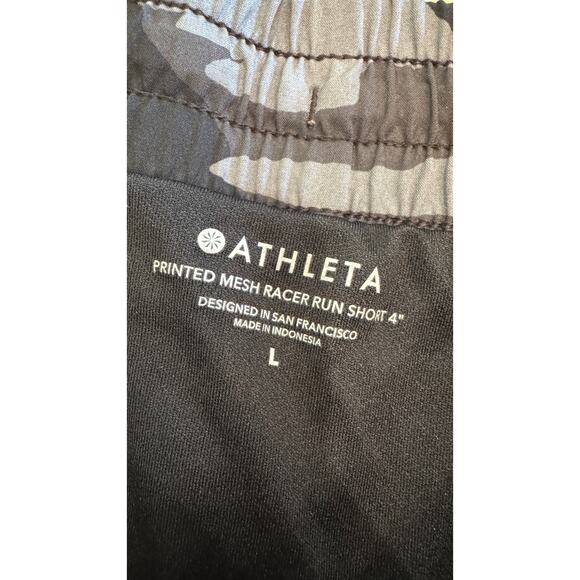 ATHLETA
PRINTED MESH RACER RUN SHORT 4"
DESIGNED IN SAN FRANCISCO
MADE IN INDONESIA
L